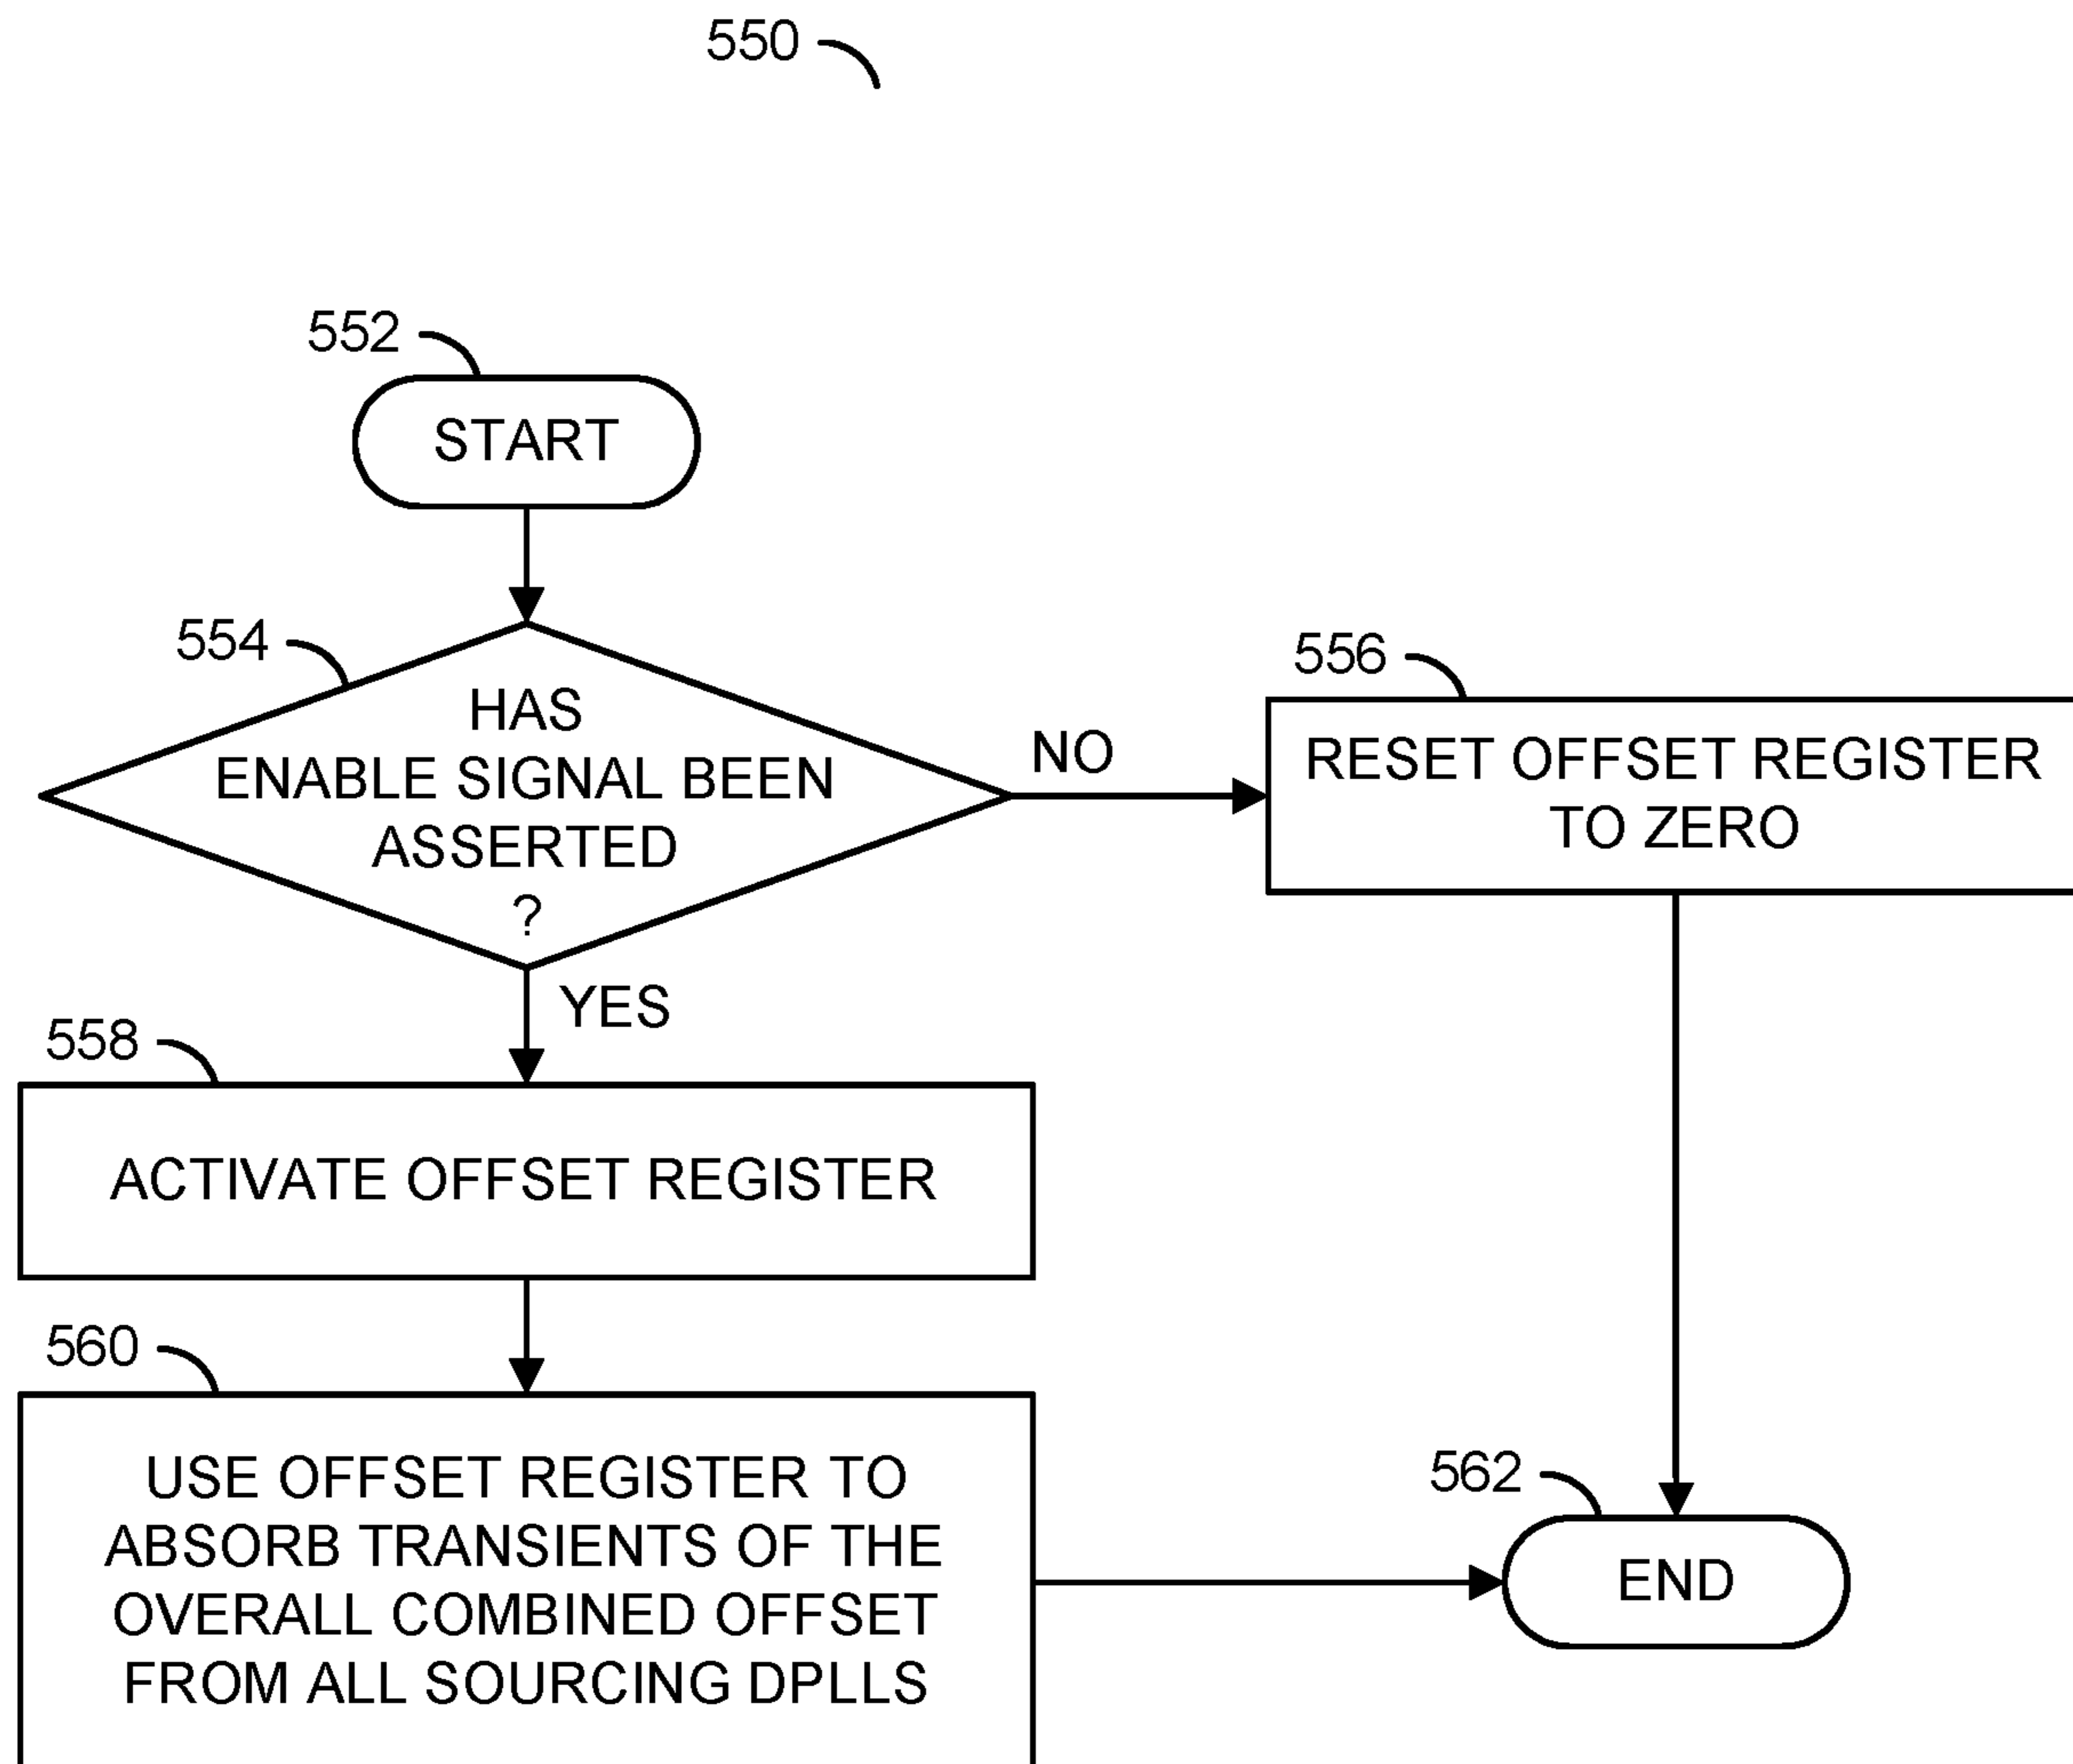 550
552
START
554
HAS
ENABLE SIGNAL BEEN
ASSERTED
?
NO
556
RESET OFFSET REGISTER
TO ZERO
YES
558
ACTIVATE OFFSET REGISTER
560
USE OFFSET REGISTER TO
ABSORB TRANSIENTS OF THE
OVERALL COMBINED OFFSET
FROM ALL SOURCING DPLLS
562
END